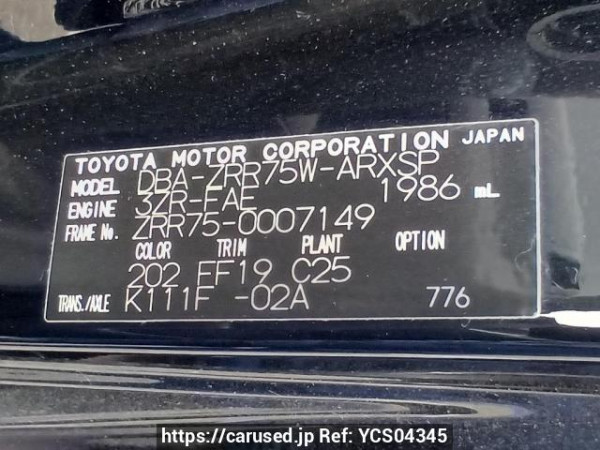 TOYOTA MOTOR CORPORATION JAPAN
MODEL DBA-ZRR75W-ARXSP
ENGINE 3ZR-FAE 1986 mL
FRAME No. ZRR75-0007149
COLOR TRIM PLANT OPTION
202 FF19 C25
TRANS./AXLE K111F -02A 776
https://carused.jp Ref: YCS04345